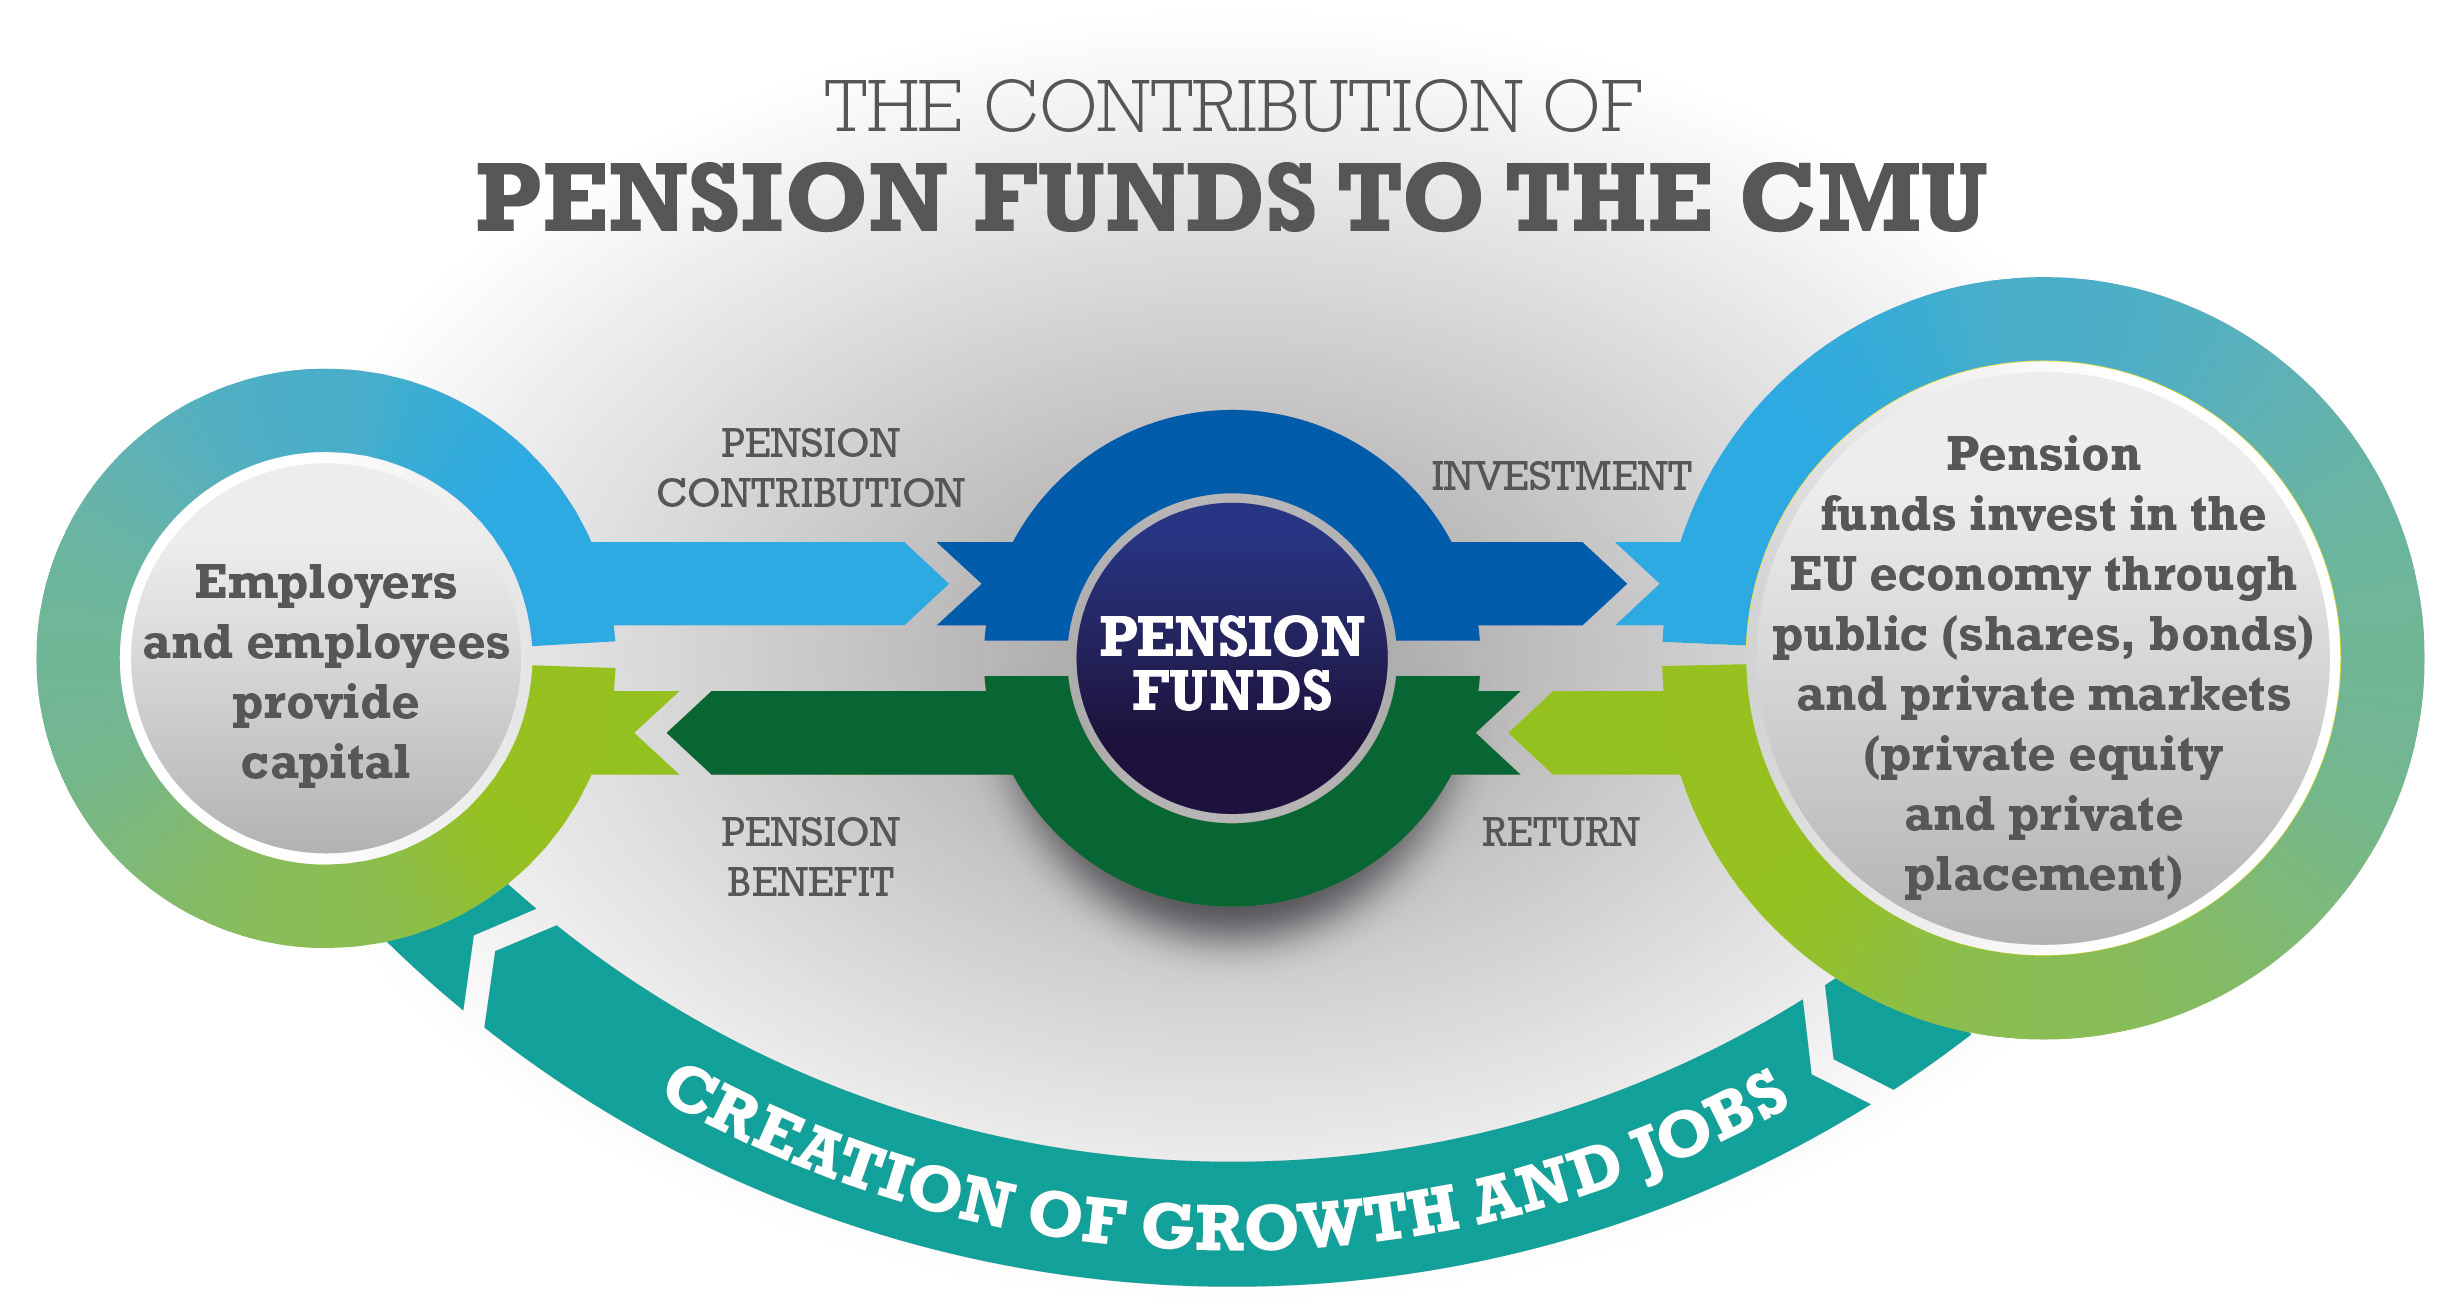 THE CONTRIBUTION OF
PENSION FUNDS TO THE CMU
Employers
and employees
provide
capital
PENSION
CONTRIBUTION
PENSION
BENEFIT
PENSION
FUNDS
INVESTMENT
RETURN
Pension
funds invest in the
EU economy through
public (shares, bonds)
and private markets
(private equity
and private
placement)
CREATION OF GROWTH AND JOBS